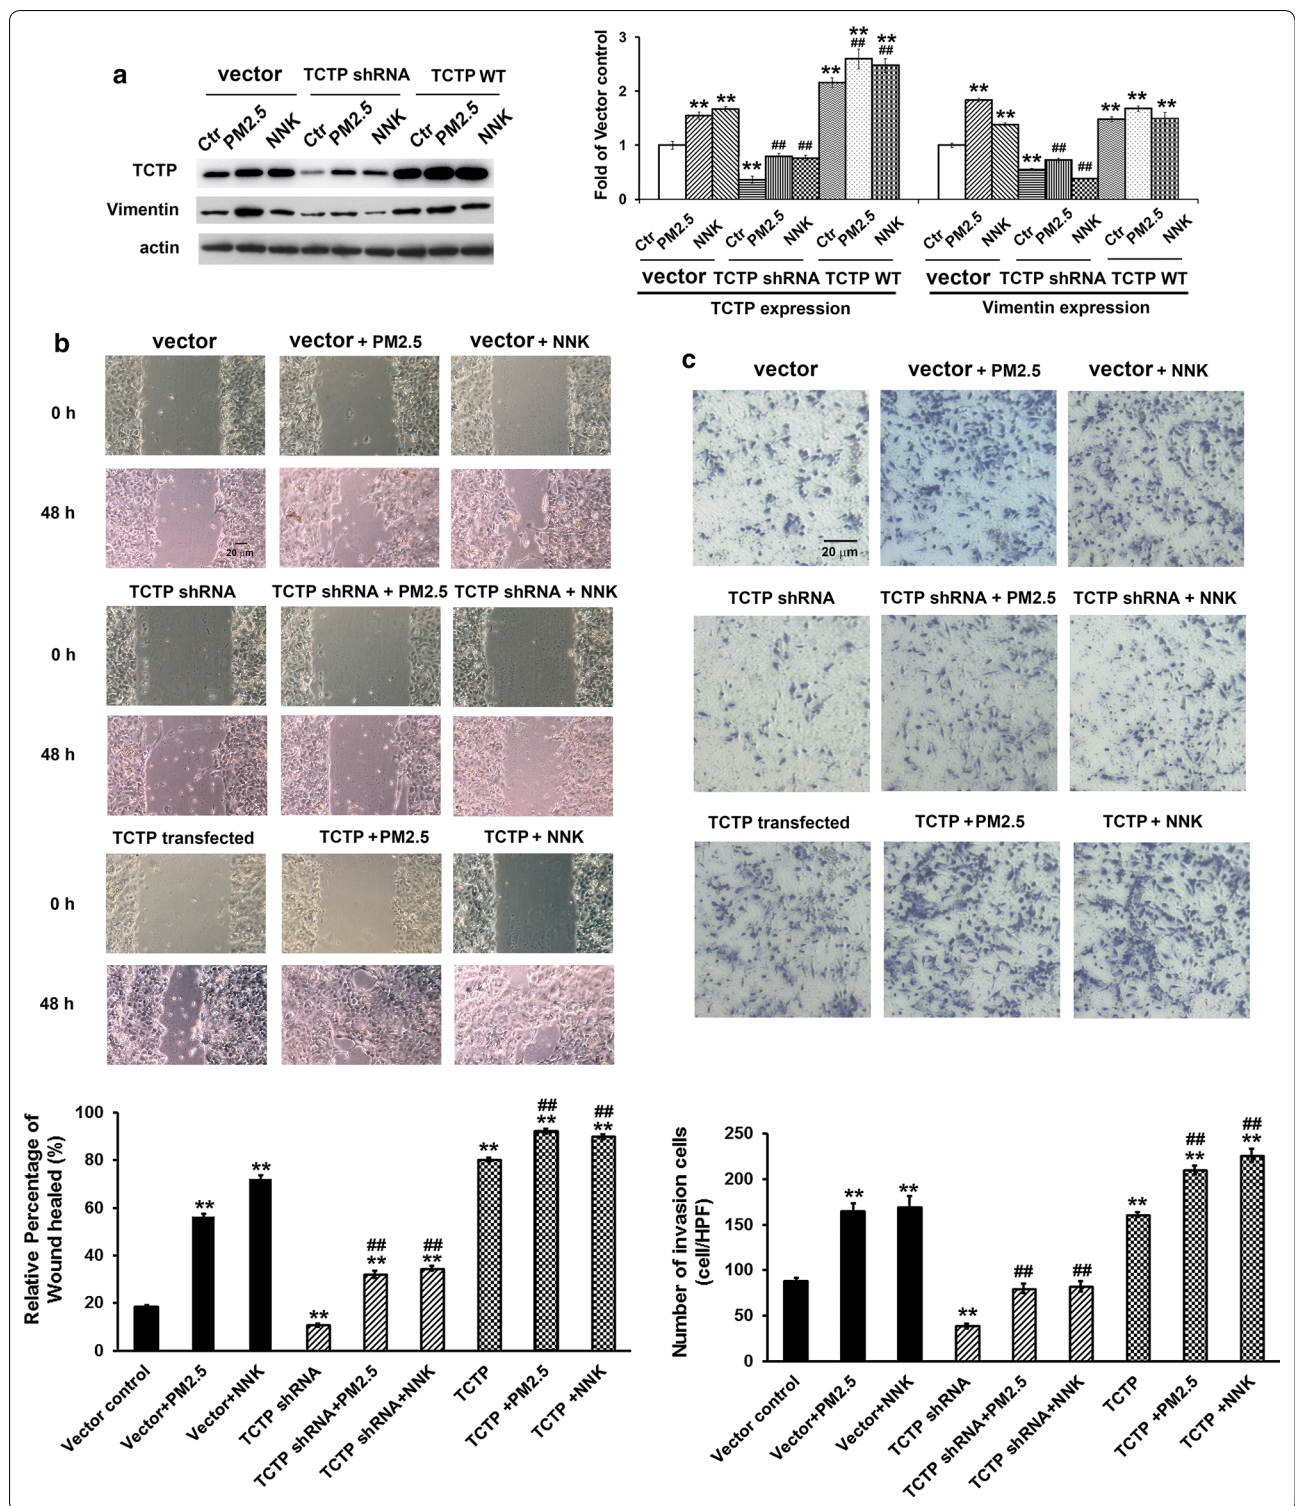 a
vector TCTP shRNA TCTP WT
Ctr PM2.5 NNK Ctr PM2.5 NNK Ctr PM2.5 NNK
TCTP
Vimentin
actin
Fold of Vector control
3
2
1
0
** ** ** ## ## ** ** ## ** ## ** ** ** ## ## ** ** **
Ctr PM2.5 NNK Ctr PM2.5 NNK Ctr PM2.5 NNK Ctr PM2.5 NNK Ctr PM2.5 NNK Ctr PM2.5 NNK
vector TCTP shRNA TCTP WT vector TCTP shRNA TCTP WT
TCTP expression Vimentin expression
b
vector vector + PM2.5 vector + NNK
0 h
48 h
20 µm
TCTP shRNA TCTP shRNA + PM2.5 TCTP shRNA + NNK
0 h
48 h
TCTP transfected TCTP +PM2.5 TCTP + NNK
0 h
48 h
Relative Percentage of
Wound healed (%)
100
80
60
40
20
0
** ** ** ## ** ## ** ** ## ** ## **
Vector control Vector+PM2.5 Vector+NNK TCTP shRNA TCTP shRNA+PM2.5 TCTP shRNA+NNK TCTP TCTP +PM2.5 TCTP +NNK
c
vector vector + PM2.5 vector + NNK
20 µm
TCTP shRNA TCTP shRNA + PM2.5 TCTP shRNA + NNK
TCTP transfected TCTP +PM2.5 TCTP + NNK
Number of invasion cells
(cell/HPF)
250
200
150
100
50
0
** ** ** ## ## ** ## ** ## **
Vector control Vector+PM2.5 Vector+NNK TCTP shRNA TCTP shRNA+PM2.5 TCTP shRNA+NNK TCTP TCTP +PM2.5 TCTP +NNK